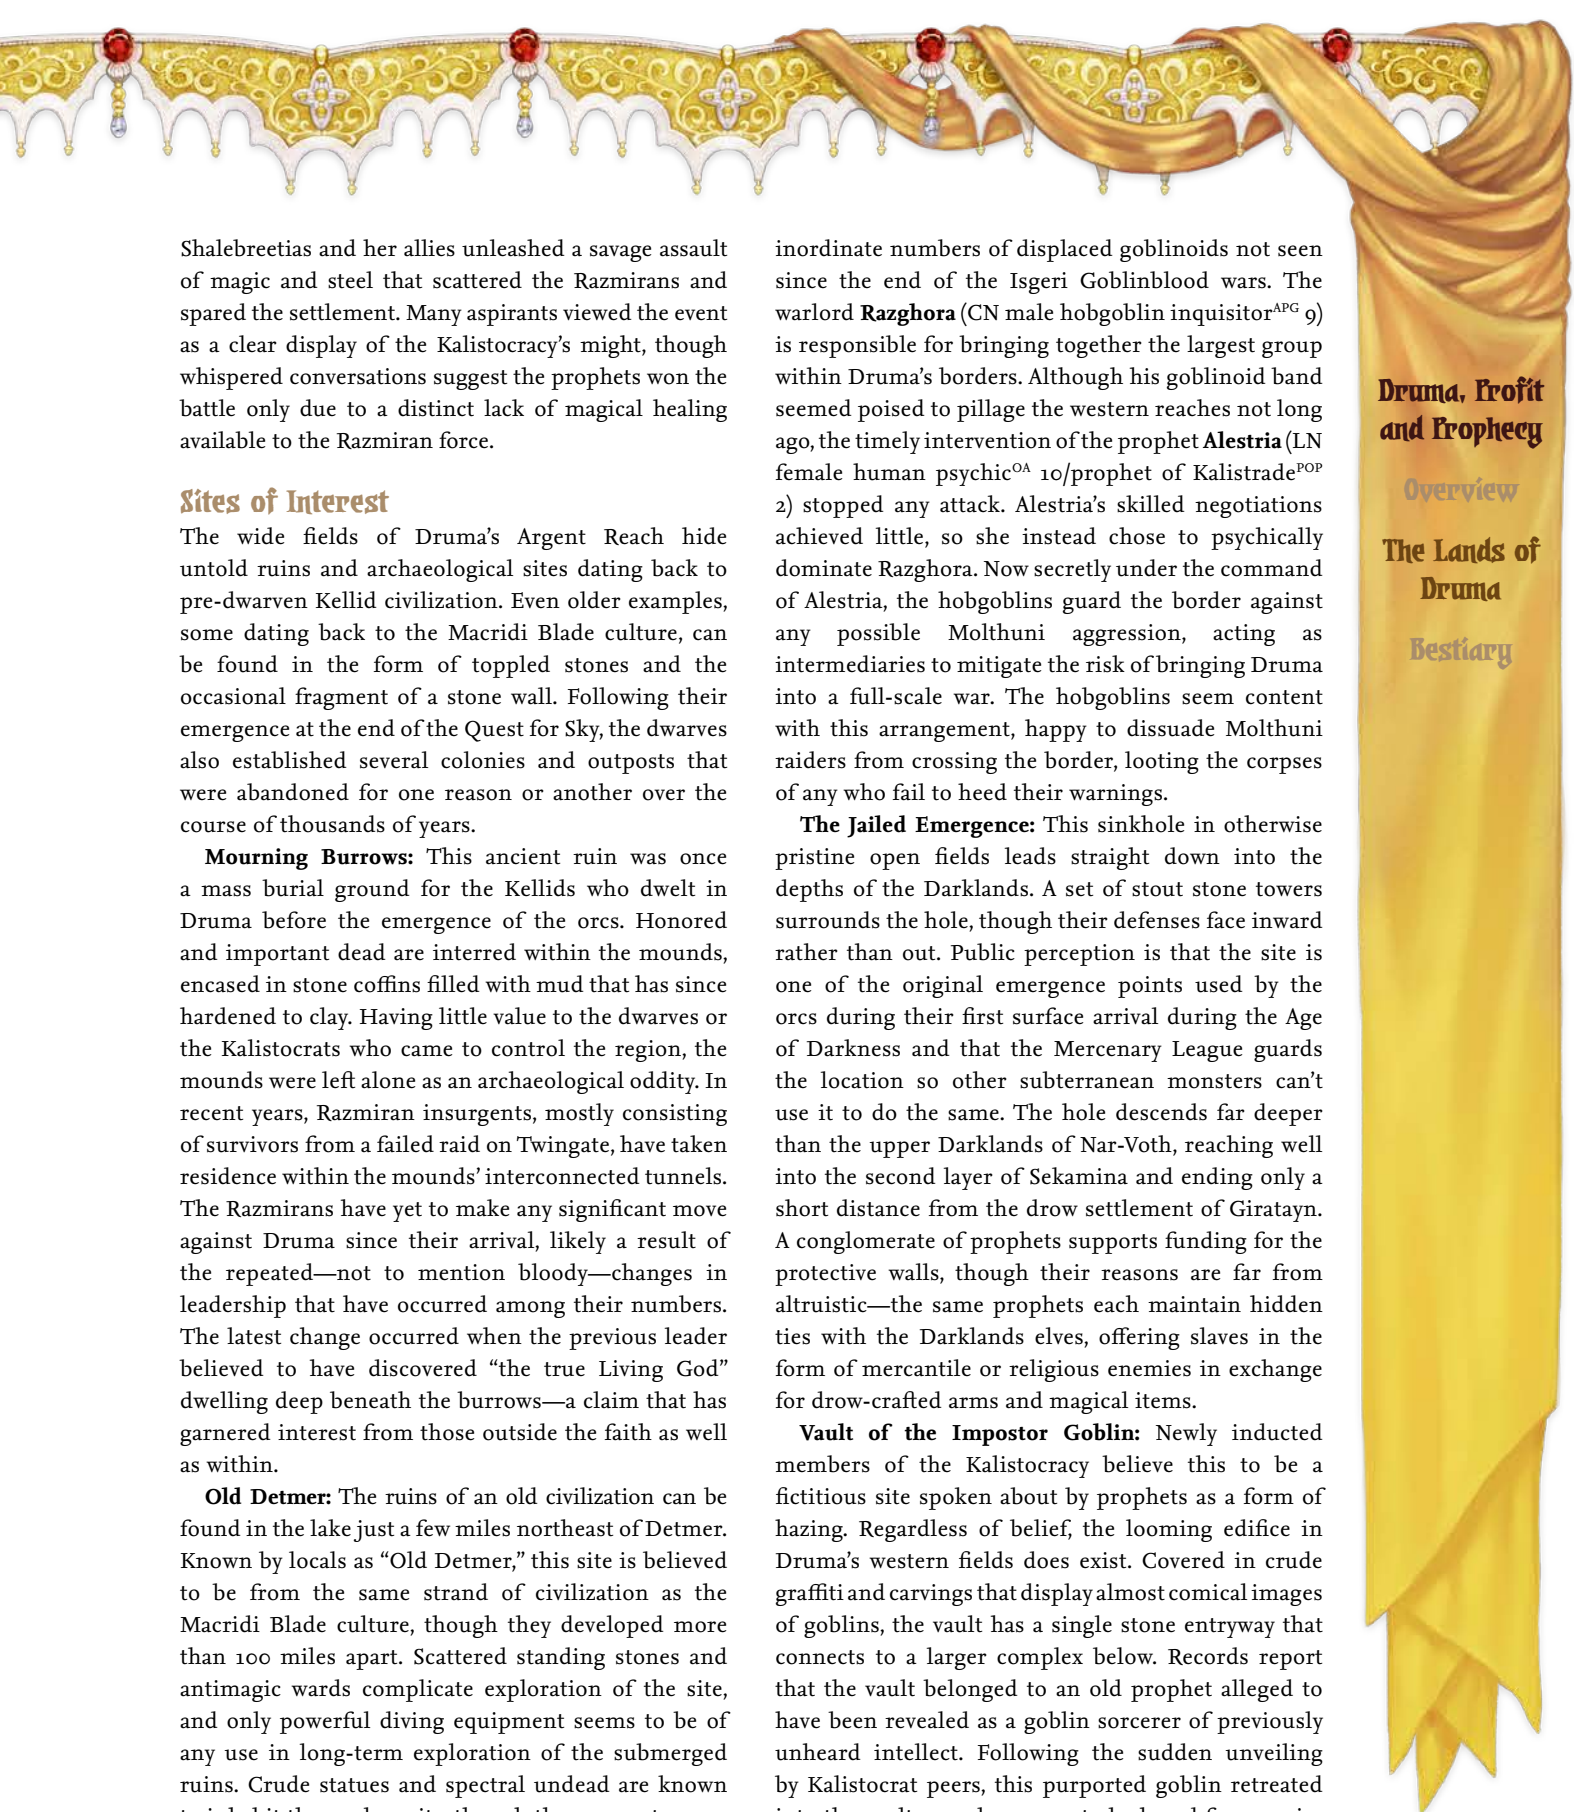 Shalebreetias and her allies unleashed a savage assault
of magic and steel that scattered the Razmirans and
spared the settlement. Many aspirants viewed the event
as a clear display of the Kalistocracy’s might, though
whispered conversations suggest the prophets won the
battle only due to a distinct lack of magical healing
available to the Razmiran force.
Sites of Interest
The wide fields of Druma’s Argent Reach hide
untold ruins and archaeological sites dating back to
pre-dwarven Kellid civilization. Even older examples,
some dating back to the Macridi Blade culture, can
be found in the form of toppled stones and the
occasional fragment of a stone wall. Following their
emergence at the end of the Quest for Sky, the dwarves
also established several colonies and outposts that
were abandoned for one reason or another over the
course of thousands of years.
Mourning Burrows: This ancient ruin was once
a mass burial ground for the Kellids who dwelt in
Druma before the emergence of the orcs. Honored
and important dead are interred within the mounds,
encased in stone coffins filled with mud that has since
hardened to clay. Having little value to the dwarves or
the Kalistocrats who came to control the region, the
mounds were left alone as an archaeological oddity. In
recent years, Razmiran insurgents, mostly consisting
of survivors from a failed raid on Twingate, have taken
residence within the mounds’ interconnected tunnels.
The Razmirans have yet to make any significant move
against Druma since their arrival, likely a result of
the repeated—not to mention bloody—changes in
leadership that have occurred among their numbers.
The latest change occurred when the previous leader
believed to have discovered “the true Living God”
dwelling deep beneath the burrows—a claim that has
garnered interest from those outside the faith as well
as within.
Old Detmer: The ruins of an old civilization can be
found in the lake just a few miles northeast of Detmer.
Known by locals as “Old Detmer,” this site is believed
to be from the same strand of civilization as the
Macridi Blade culture, though they developed more
than 100 miles apart. Scattered standing stones and
antimagic wards complicate exploration of the site,
and only powerful diving equipment seems to be of
any use in long-term exploration of the submerged
ruins. Crude statues and spectral undead are known
inordinate numbers of displaced goblinoids not seen
since the end of the Isgeri Goblinblood wars. The
warlord Razghora (CN male hobgoblin inquisitorAPG 9)
is responsible for bringing together the largest group
within Druma’s borders. Although his goblinoid band
seemed poised to pillage the western reaches not long
ago, the timely intervention of the prophet Alestria (LN
female human psychicOA 10/prophet of KalistradePOP
2) stopped any attack. Alestria’s skilled negotiations
achieved little, so she instead chose to psychically
dominate Razghora. Now secretly under the command
of Alestria, the hobgoblins guard the border against
any possible Molthuni aggression, acting as
intermediaries to mitigate the risk of bringing Druma
into a full-scale war. The hobgoblins seem content
with this arrangement, happy to dissuade Molthuni
raiders from crossing the border, looting the corpses
of any who fail to heed their warnings.
The Jailed Emergence: This sinkhole in otherwise
pristine open fields leads straight down into the
depths of the Darklands. A set of stout stone towers
surrounds the hole, though their defenses face inward
rather than out. Public perception is that the site is
one of the original emergence points used by the
orcs during their first surface arrival during the Age
of Darkness and that the Mercenary League guards
the location so other subterranean monsters can’t
use it to do the same. The hole descends far deeper
than the upper Darklands of Nar-Voth, reaching well
into the second layer of Sekamina and ending only a
short distance from the drow settlement of Giratayn.
A conglomerate of prophets supports funding for the
protective walls, though their reasons are far from
altruistic—the same prophets each maintain hidden
ties with the Darklands elves, offering slaves in the
form of mercantile or religious enemies in exchange
for drow-crafted arms and magical items.
Vault of the Impostor Goblin: Newly inducted
members of the Kalistocracy believe this to be a
fictitious site spoken about by prophets as a form of
hazing. Regardless of belief, the looming edifice in
Druma’s western fields does exist. Covered in crude
graffiti and carvings that display almost comical images
of goblins, the vault has a single stone entryway that
connects to a larger complex below. Records report
that the vault belonged to an old prophet alleged to
have been revealed as a goblin sorcerer of previously
unheard intellect. Following the sudden unveiling
by Kalistocrat peers, this purported goblin retreated
Druma, Profit
and Prophecy
Overview
The Lands of
Druma
Bestiary